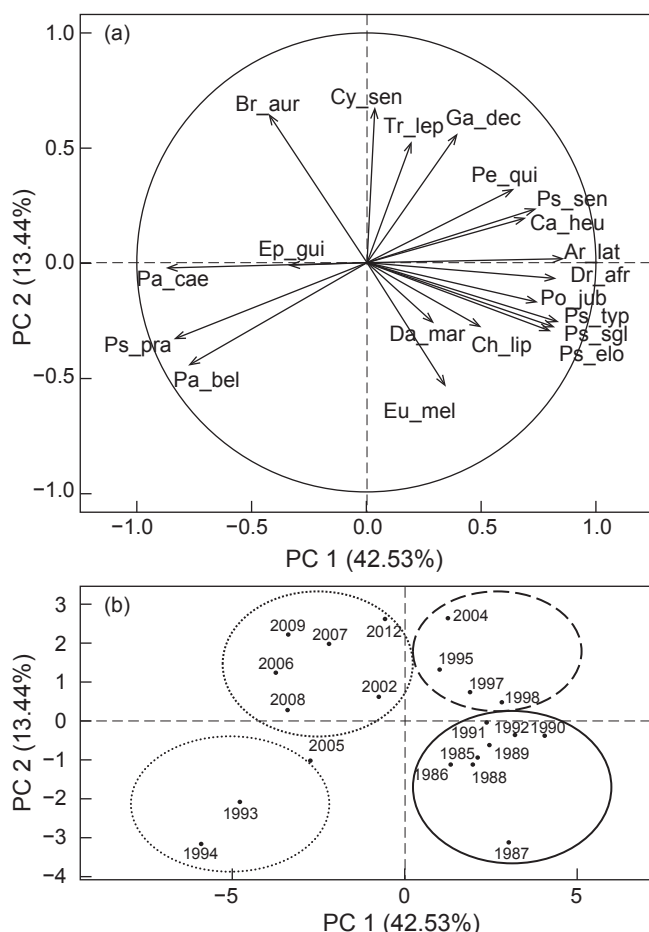 (a)
1.0
0.5
0.0
−0.5
−1.0
PC 2 (13.44%)
Br_aur
Cy_sen
Tr_lep
Ga_dec
Pe_qui
Ps_sen
Ca_heu
Ep_gui
Ar_lat
Pa_cae
Dr_afr
Po_jub
Ps_typ
Ps_pra
Da_mar
Ch_lip
Ps_sgl
Ps_elo
Pa_bel
Eu_mel
−1.0 −0.5 0.0 0.5 1.0
PC 1 (42.53%)
(b)
3
2
1
0
−1
−2
−3
−4
PC 2 (13.44%)
2009
2007
2012
2004
2006
1995
2008
2002
1997
1998
2005
1991
1992
1990
1985
1989
1986
1988
1993
1994
1987
−5 0 5
PC 1 (42.53%)